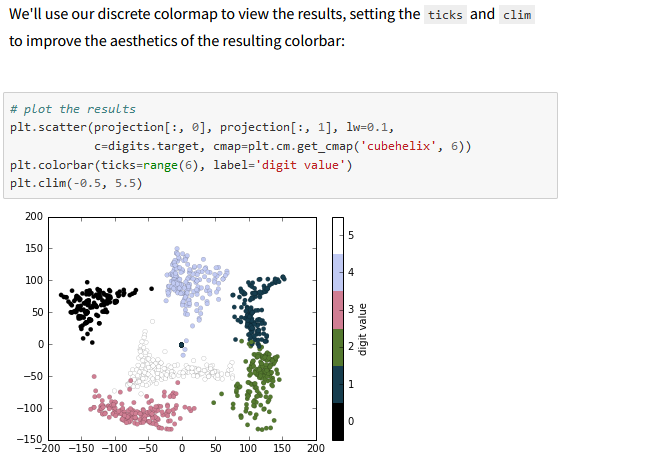 We'll use our discrete colormap to view the results, setting the ticks and clim
to improve the aesthetics of the resulting colorbar:
# plot the results
plt.scatter(projection[:, 0], projection[:, 1], lw=0.1,
            c=digits.target, cmap=plt.cm.get_cmap('cubehelix', 6))
plt.colorbar(ticks=range(6), label='digit value')
plt.clim(-0.5, 5.5)
200
150
100
50
0
−50
−100
−150
−200 −150 −100 −50 0 50 100 150 200
5
4
3
2
1
0
digit value